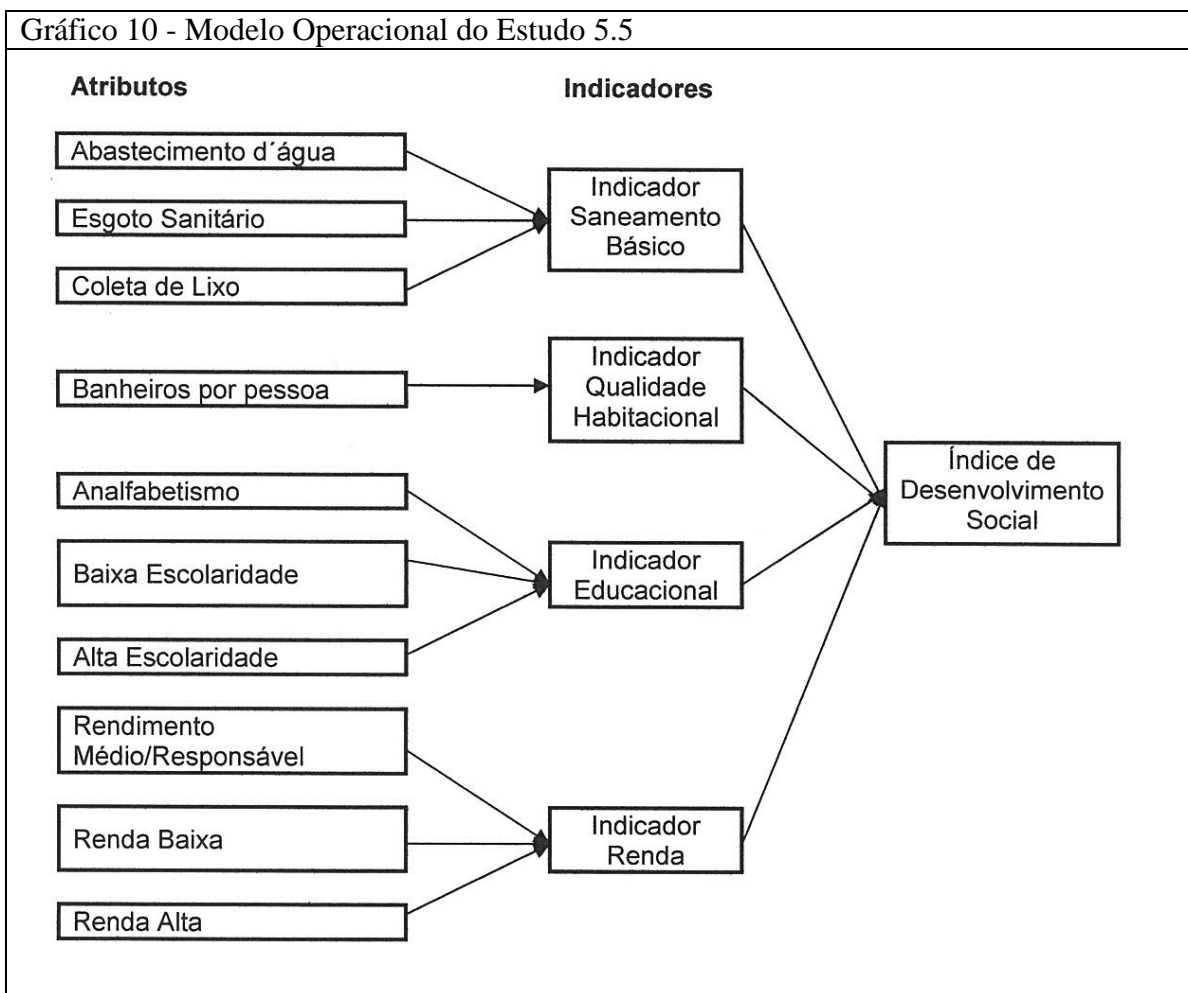 Gráfico 10 - Modelo Operacional do Estudo 5.5
Atributos
Indicadores
Abastecimento d´água
Esgoto Sanitário
Coleta de Lixo
Indicador
Saneamento
Básico
Banheiros por pessoa
Indicador
Qualidade
Habitacional
Analfabetismo
Baixa Escolaridade
Alta Escolaridade
Indicador
Educacional
Índice de
Desenvolvimento
Social
Rendimento
Médio/Responsável
Renda Baixa
Renda Alta
Indicador
Renda